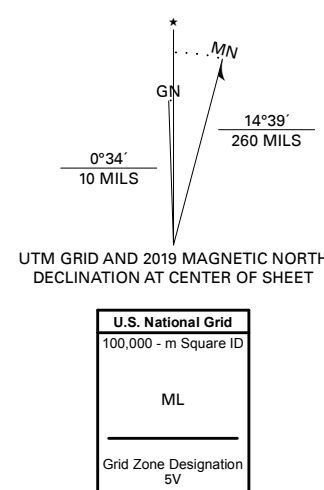 ★
MN
GN
14°39´
260 MILS
0°34´
10 MILS
UTM GRID AND 2019 MAGNETIC NORTH
DECLINATION AT CENTER OF SHEET
U.S. National Grid
100,000 - m Square ID
ML
Grid Zone Designation
5V